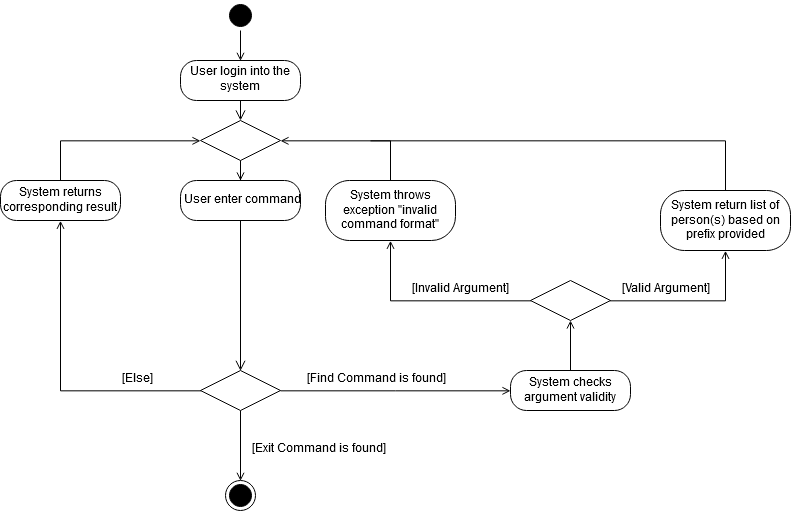 User login into the
system
System returns
corresponding result
User enter command
System throws
exception "invalid
command format"
System return list of
person(s) based on
prefix provided
[Invalid Argument]
[Valid Argument]
[Else]
[Find Command is found]
System checks
argument validity
[Exit Command is found]